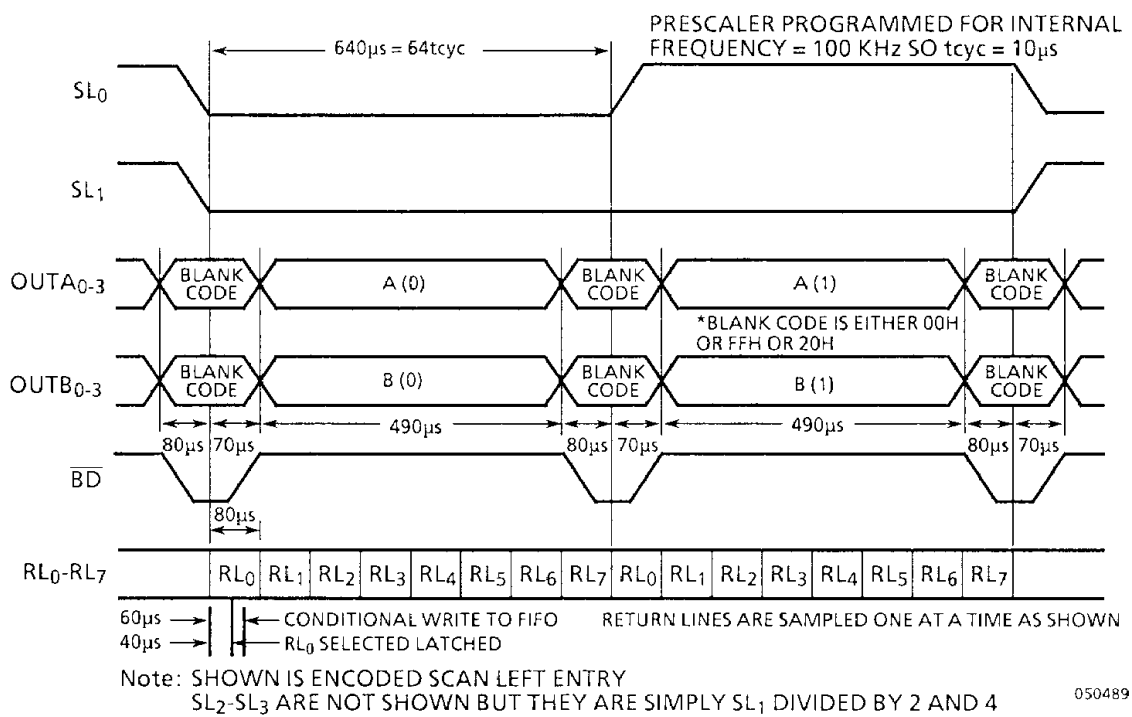 PRESCALER PROGRAMMED FOR INTERNAL
FREQUENCY = 100 KHz SO tcyc = 10µs
640µs = 64tcyc
SL0
SL1
OUTA0-3
BLANK CODE
A (0)
BLANK CODE
A (1)
BLANK CODE
*BLANK CODE IS EITHER 00H
OR FFH OR 20H
OUTB0-3
BLANK CODE
B (0)
BLANK CODE
B (1)
BLANK CODE
80µs 70µs 490µs 80µs 70µs 490µs 80µs 70µs
B̅D̅
80µs
RL0-RL7 RL0 RL1 RL2 RL3 RL4 RL5 RL6 RL7 RL0 RL1 RL2 RL3 RL4 RL5 RL6 RL7
60µs CONDITIONAL WRITE TO FIFO RETURN LINES ARE SAMPLED ONE AT A TIME AS SHOWN
40µs RL0 SELECTED LATCHED
Note: SHOWN IS ENCODED SCAN LEFT ENTRY
SL2-SL3 ARE NOT SHOWN BUT THEY ARE SIMPLY SL1 DIVIDED BY 2 AND 4
050489